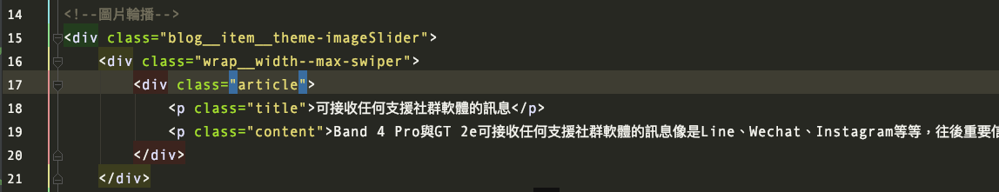 14 <!--圖片輪播-->
15 <div class="blog__item__theme-imageSlider">
16 <div class="wrap__width--max-swiper">
17 <div class="article">
18 <p class="title">可接收任何支援社群軟體的訊息</p>
19 <p class="content">Band 4 Pro與GT 2e可接收任何支援社群軟體的訊息像是Line、Wechat、Instagram等等，往後重要信
20 </div>
21 </div>